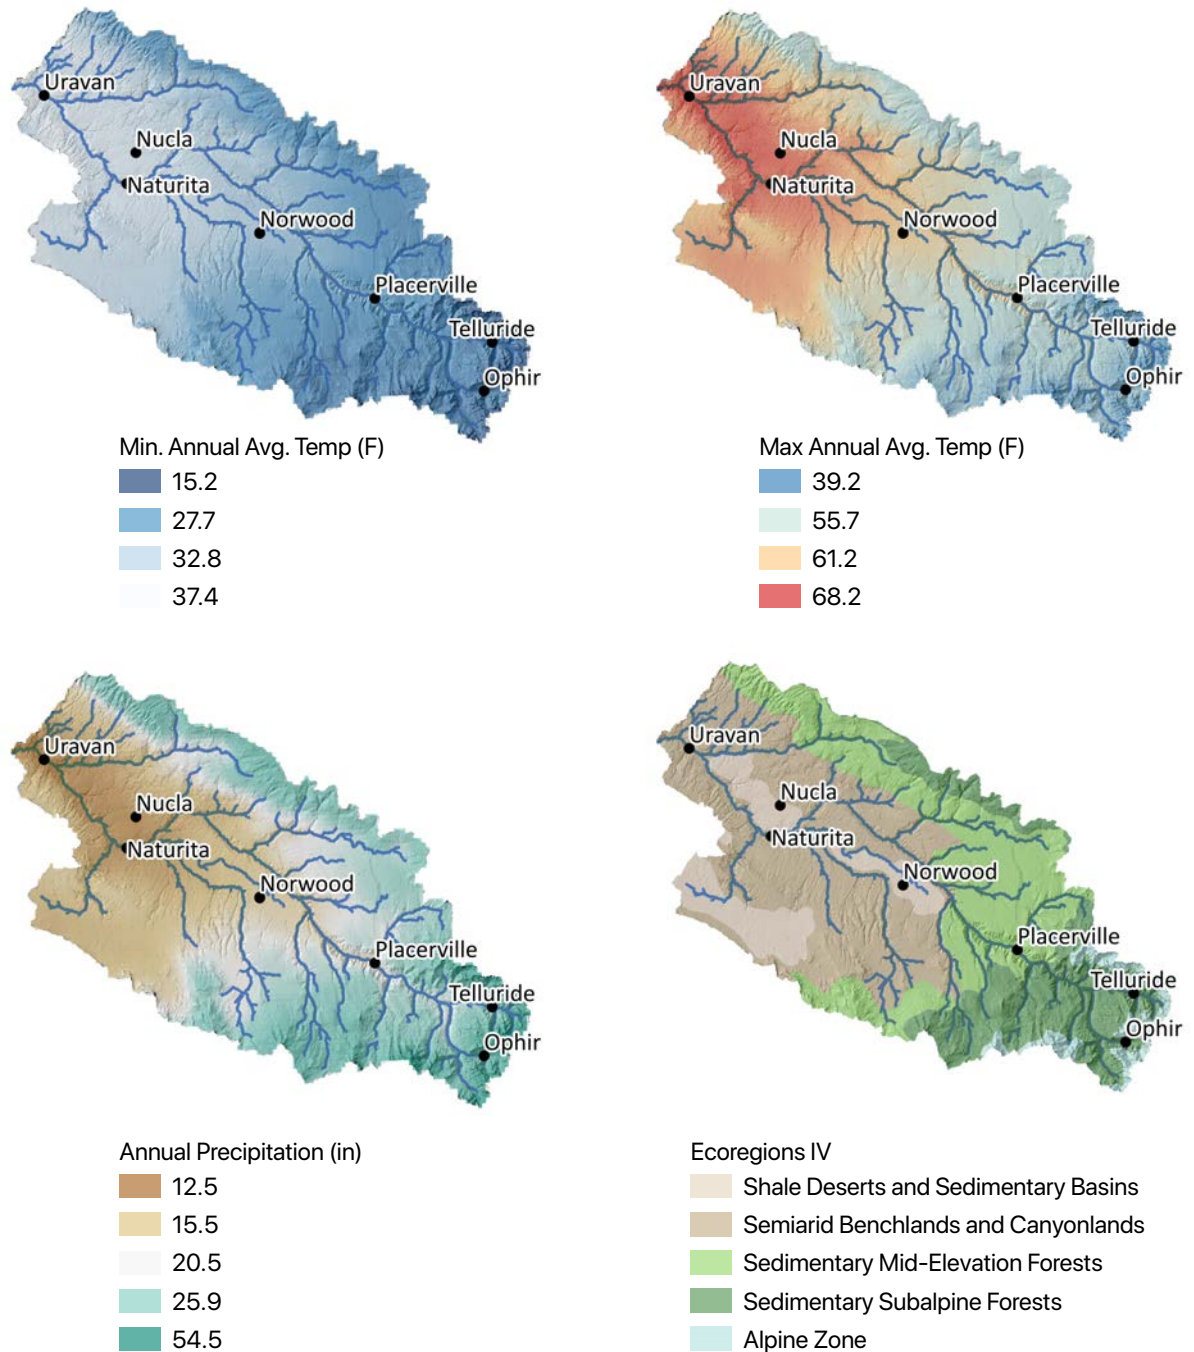 Uravan
Nucla
Naturita
Norwood
Placerville
Telluride
Ophir
Min. Annual Avg. Temp (F)
15.2
27.7
32.8
37.4
Uravan
Nucla
Naturita
Norwood
Placerville
Telluride
Ophir
Max Annual Avg. Temp (F)
39.2
55.7
61.2
68.2
Uravan
Nucla
Naturita
Norwood
Placerville
Telluride
Ophir
Annual Precipitation (in)
12.5
15.5
20.5
25.9
54.5
Uravan
Nucla
Naturita
Norwood
Placerville
Telluride
Ophir
Ecoregions IV
Shale Deserts and Sedimentary Basins
Semiarid Benchlands and Canyonlands
Sedimentary Mid-Elevation Forests
Sedimentary Subalpine Forests
Alpine Zone